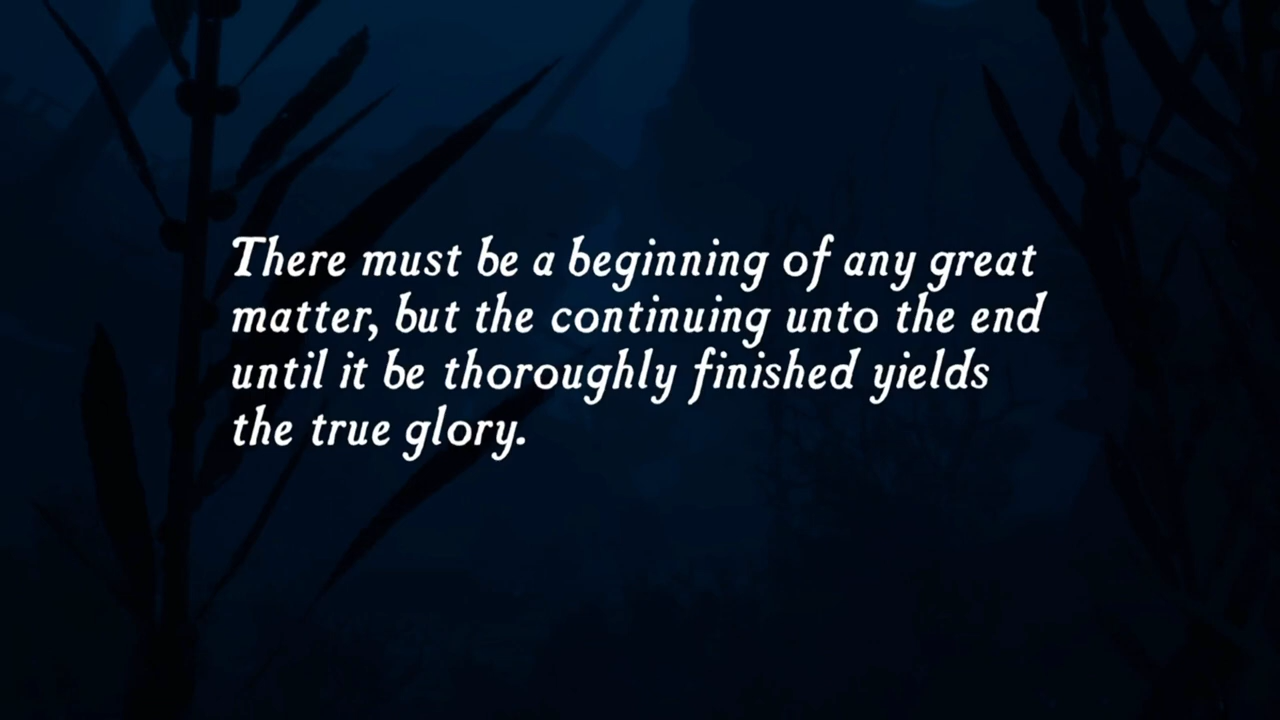 There must be a beginning of any great
matter, but the continuing unto the end
until it be thoroughly finished yields
the true glory.